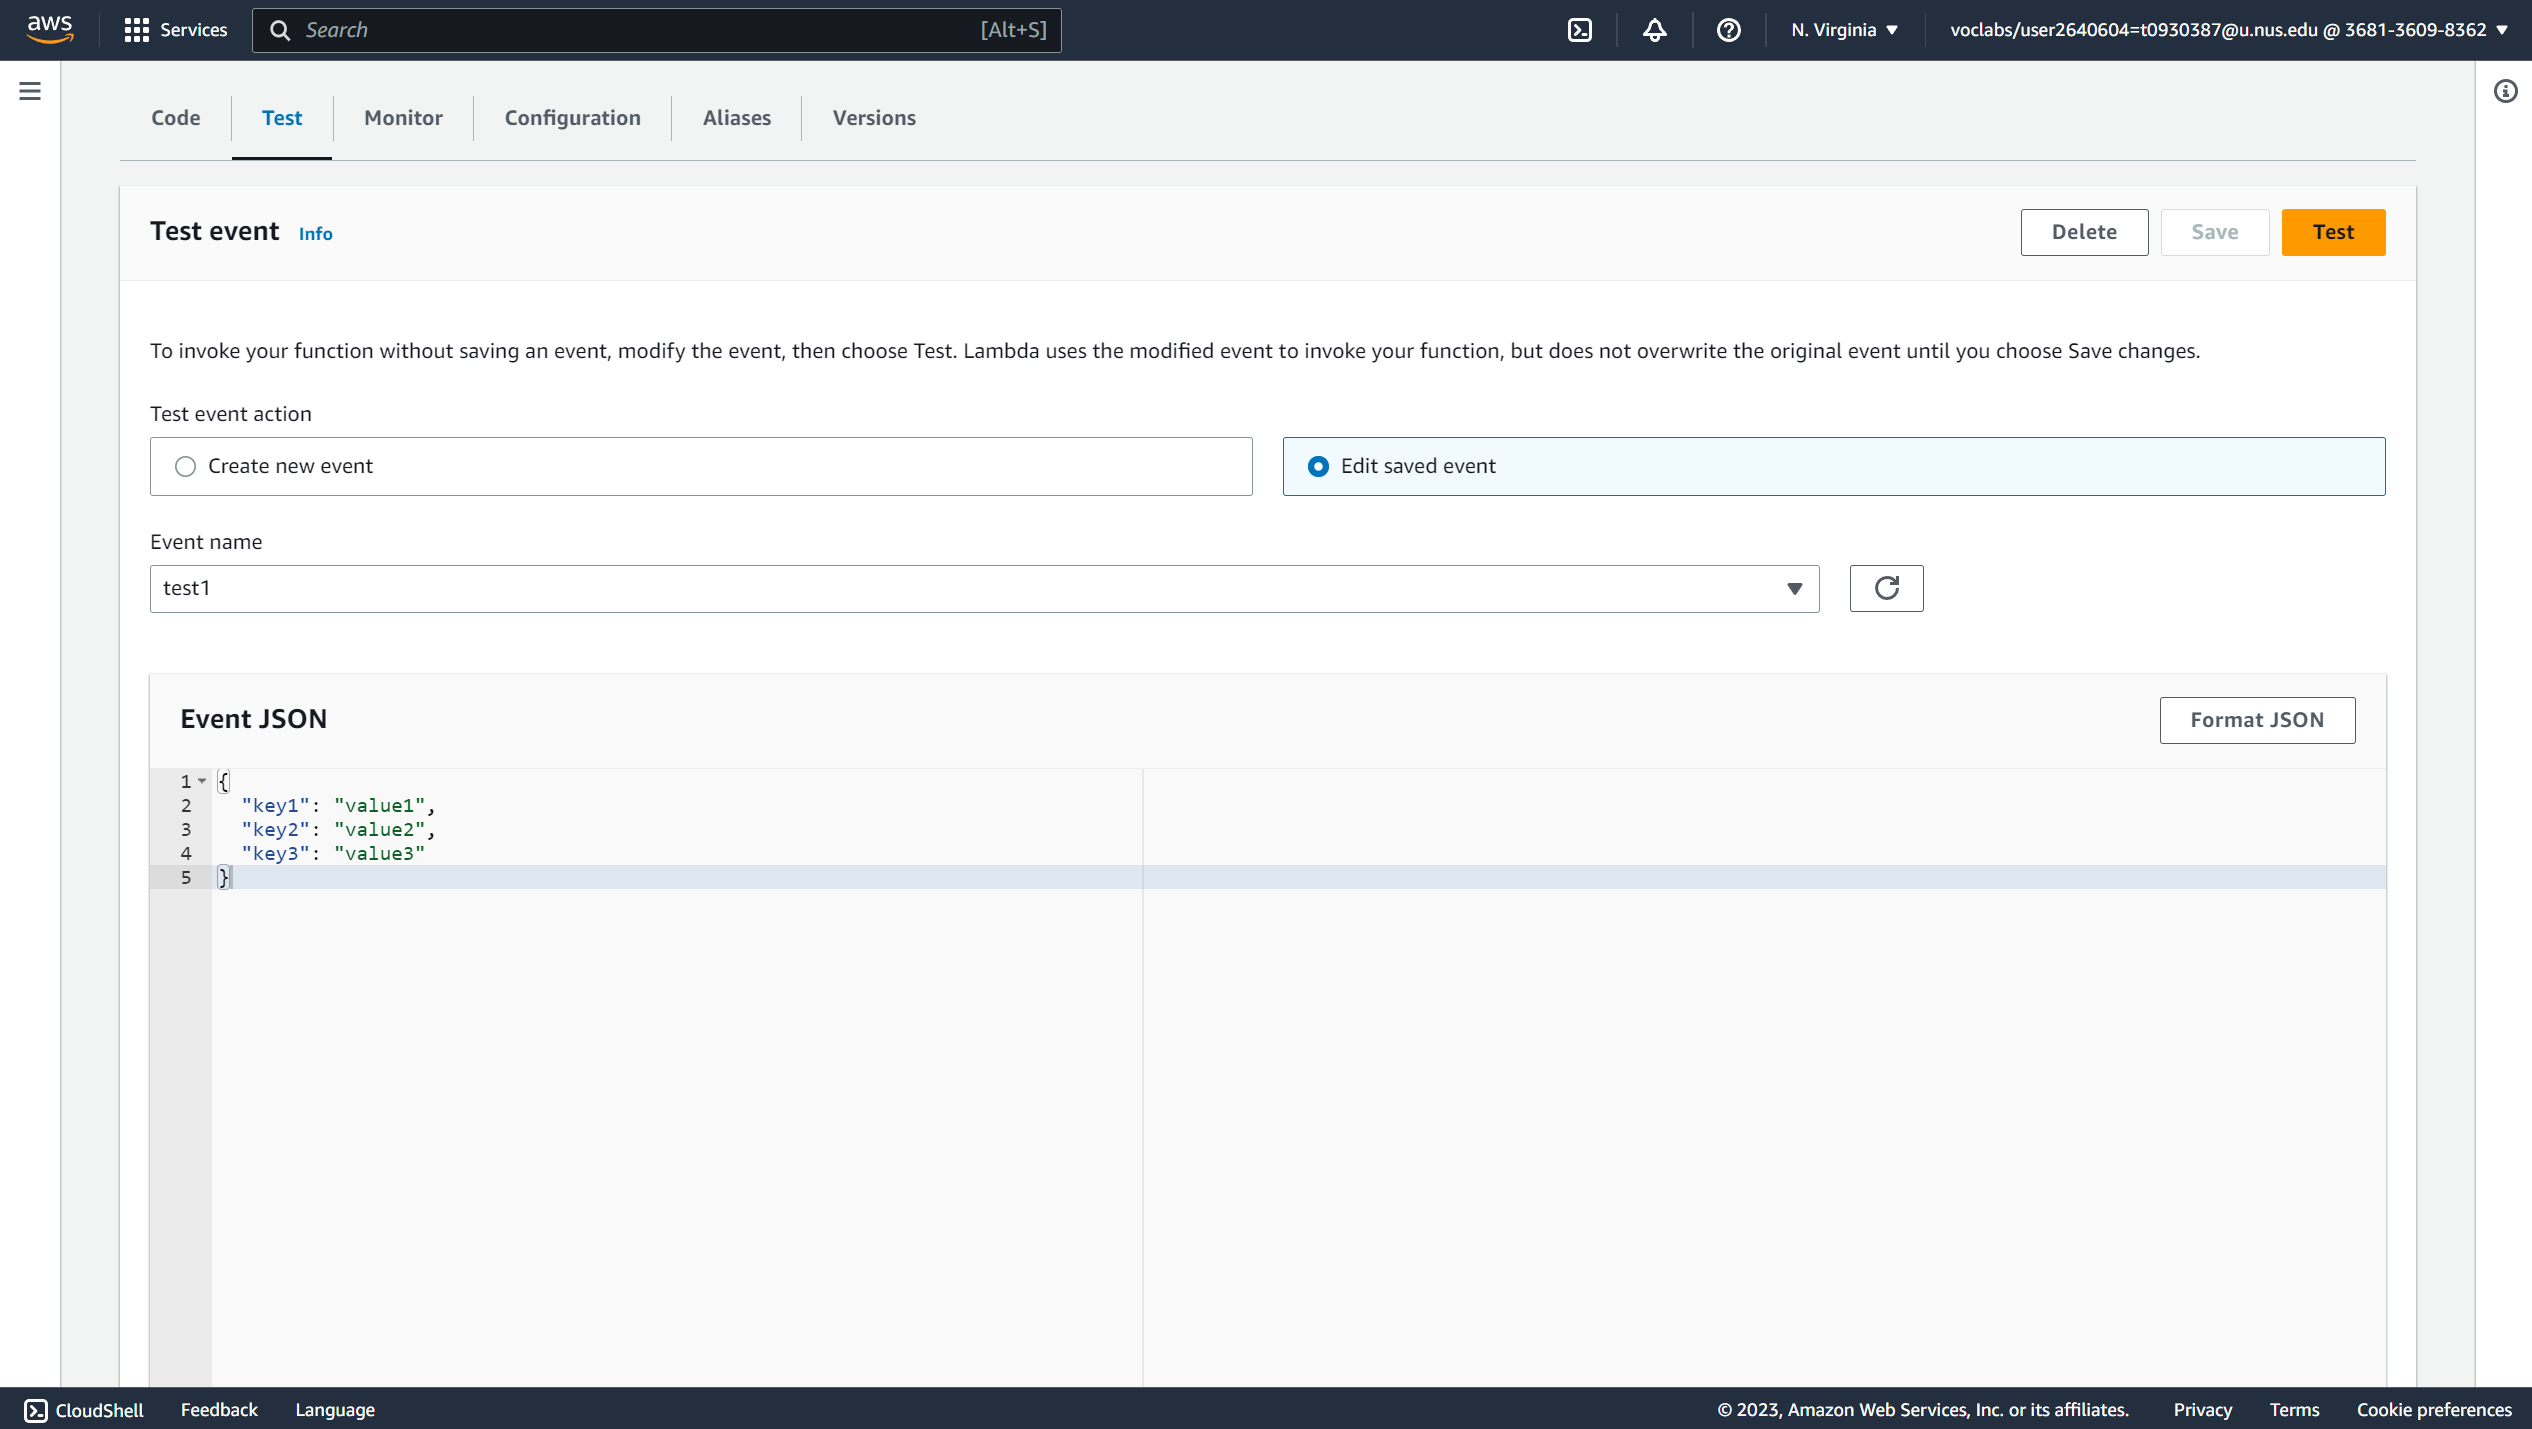 aws Services Search [Alt+S] N. Virginia voclabs/user2640604=t0930387@u.nus.edu @ 3681-3609-8362
Code Test Monitor Configuration Aliases Versions
Test event Info Delete Save Test
To invoke your function without saving an event, modify the event, then choose Test. Lambda uses the modified event to invoke your function, but does not overwrite the original event until you choose Save changes.
Test event action
Create new event Edit saved event
Event name
test1
Event JSON Format JSON
1 {
2 "key1": "value1",
3 "key2": "value2",
4 "key3": "value3"
5 }
CloudShell Feedback Language © 2023, Amazon Web Services, Inc. or its affiliates. Privacy Terms Cookie preferences